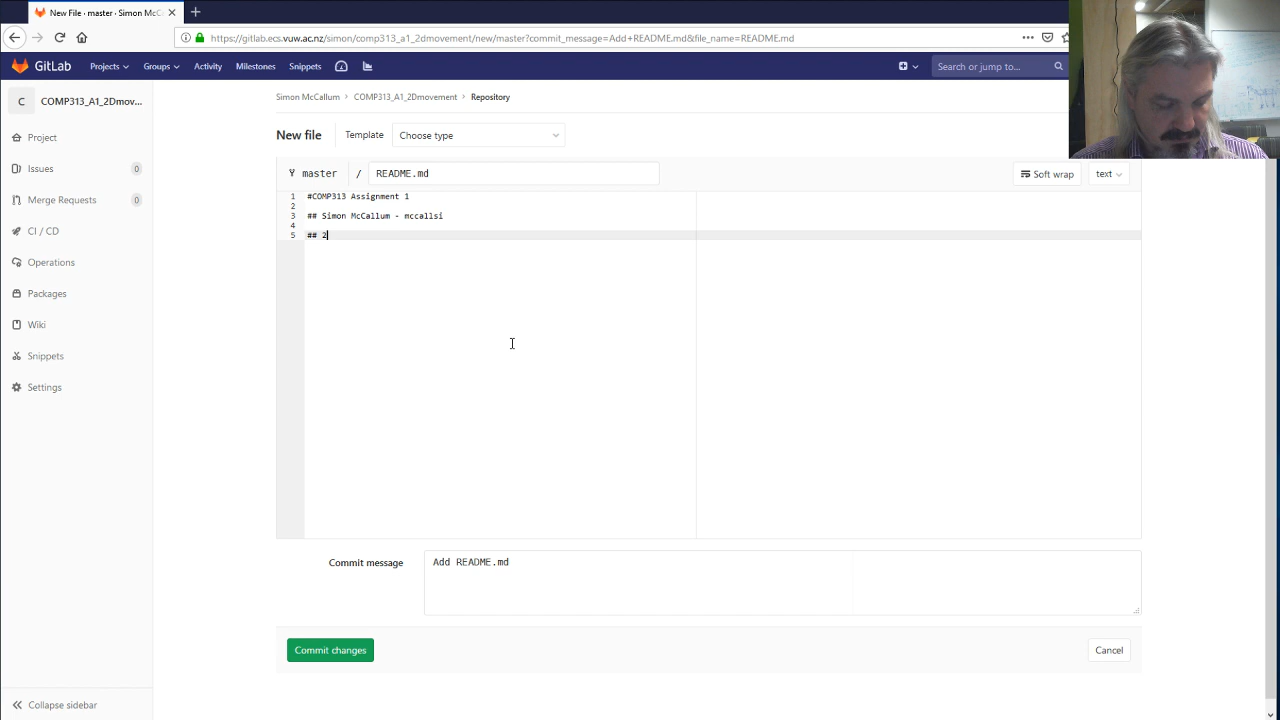 New File · master · Simon McC
https://gitlab.ecs.vuw.ac.nz/simon/comp313_a1_2dmovement/new/master?commit_message=Add+README.md&file_name=README.md
GitLab Projects Groups Activity Milestones Snippets Search or jump to...
C COMP313_A1_2Dmov...
Project
Issues 0
Merge Requests 0
CI / CD
Operations
Packages
Wiki
Snippets
Settings
Collapse sidebar
Simon McCallum > COMP313_A1_2Dmovement > Repository
New file Template Choose type
master / README.md Soft wrap text
1 #COMP313 Assignment 1
2
3 ## Simon McCallum - mccallsi
4
5 ## 2
Commit message Add README.md
Commit changes Cancel